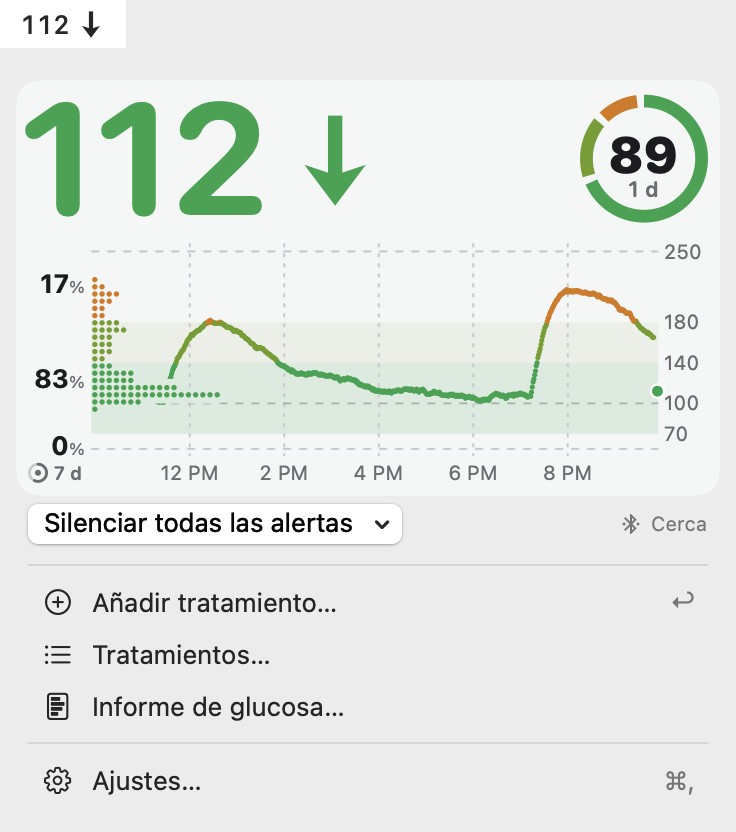 112 ↓
112 ↓
89
1 d
250
17%
180
140
83%
100
70
0%
7 d 12 PM 2 PM 4 PM 6 PM 8 PM
Silenciar todas las alertas
Cerca
Añadir tratamiento...
Tratamientos...
Informe de glucosa...
Ajustes... ⌘,